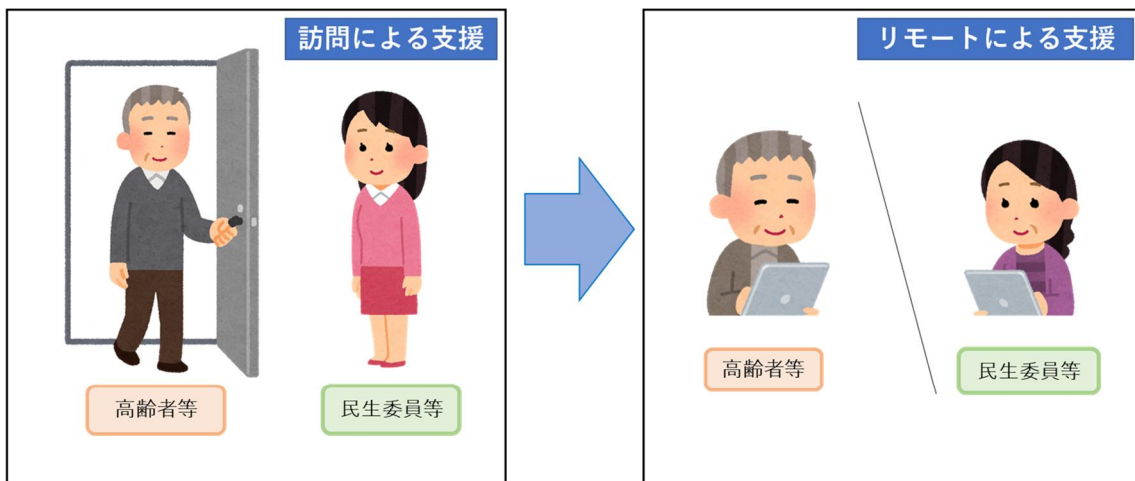 訪問による支援
高齢者等
民生委員等
リモートによる支援
高齢者等
民生委員等